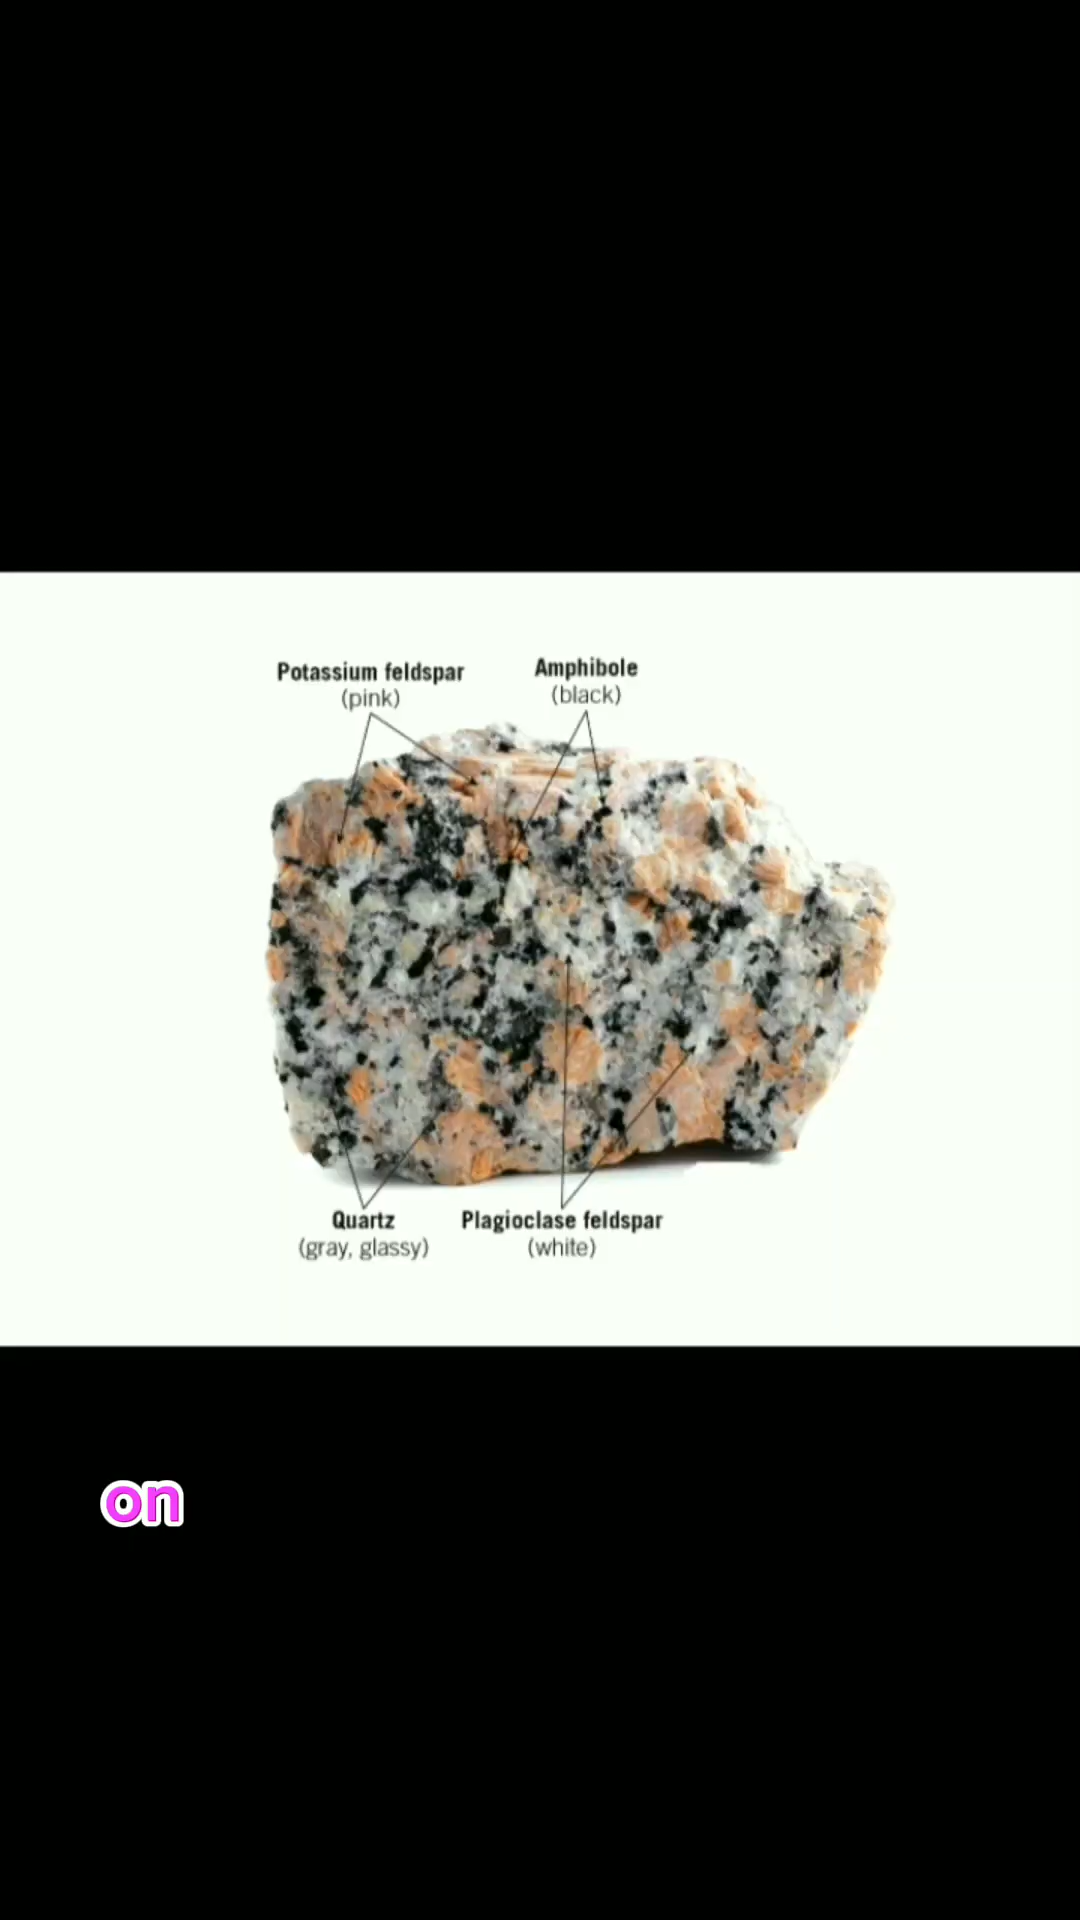 Potassium feldspar
(pink)
Amphibole
(black)
Quartz
(gray, glassy)
Plagioclase feldspar
(white)
on